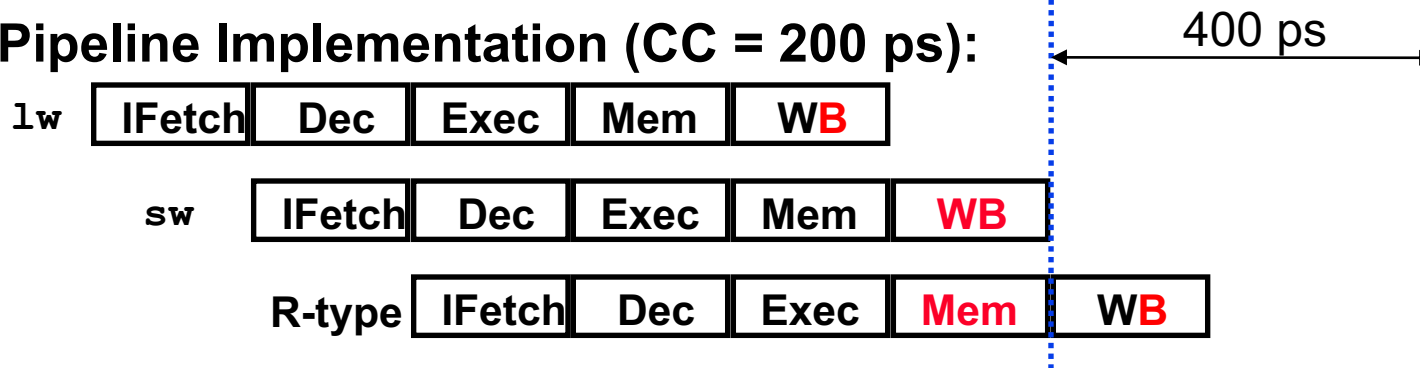 Pipeline Implementation (CC = 200 ps):
400 ps
lw IFetch Dec Exec Mem WB
sw IFetch Dec Exec Mem WB
R-type IFetch Dec Exec Mem WB